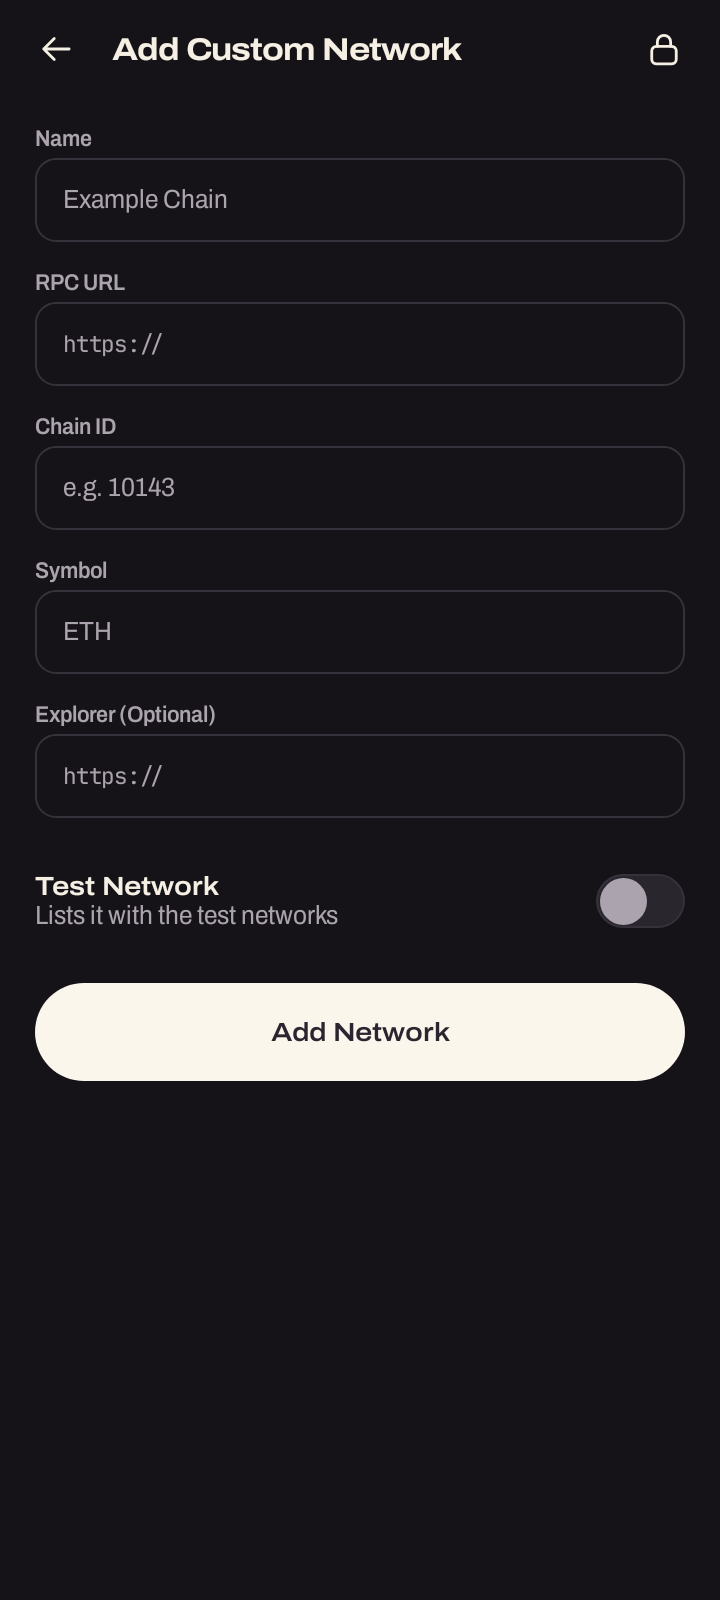 Add Custom Network
Name
Example Chain
RPC URL
https://
Chain ID
e.g. 10143
Symbol
ETH
Explorer (Optional)
https://
Test Network
Lists it with the test networks
Add Network